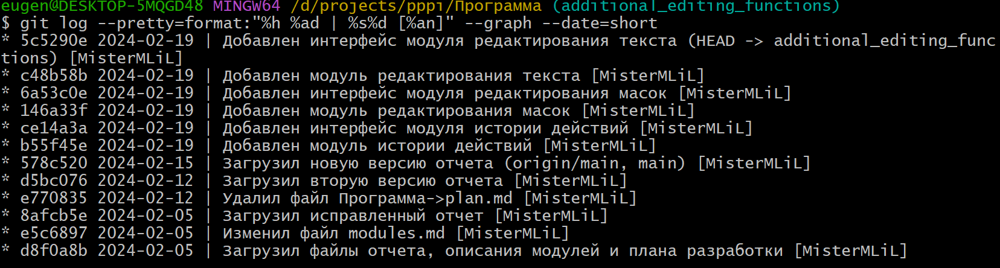 eugen@DESKTOP-5MQGD48 MINGW64 /d/projects/pppi/Программа (additional_editing_functions)
$ git log --pretty=format:"%h %ad | %s%d [%an]" --graph --date=short
* 5c5290e 2024-02-19 | Добавлен интерфейс модуля редактирования текста (HEAD -> additional_editing_func
tions) [MisterMLiL]
* c48b58b 2024-02-19 | Добавлен модуль редактирования текста [MisterMLiL]
* 6a53c0e 2024-02-19 | Добавлен интерфейс модуля редактирования масок [MisterMLiL]
* 146a33f 2024-02-19 | Добавлен модуль редактирования масок [MisterMLiL]
* ce14a3a 2024-02-19 | Добавлен интерфейс модуля истории действий [MisterMLiL]
* b55f45e 2024-02-19 | Добавлен модуль истории действий [MisterMLiL]
* 578c520 2024-02-15 | Загрузил новую версию отчета (origin/main, main) [MisterMLiL]
* d5bc076 2024-02-12 | Загрузил вторую версию отчета [MisterMLiL]
* e770835 2024-02-12 | Удалил файл Программа->plan.md [MisterMLiL]
* 8afcb5e 2024-02-05 | Загрузил исправленный отчет [MisterMLiL]
* e5c6897 2024-02-05 | Изменил файл modules.md [MisterMLiL]
* d8f0a8b 2024-02-05 | Загрузил файлы отчета, описания модулей и плана разработки [MisterMLiL]